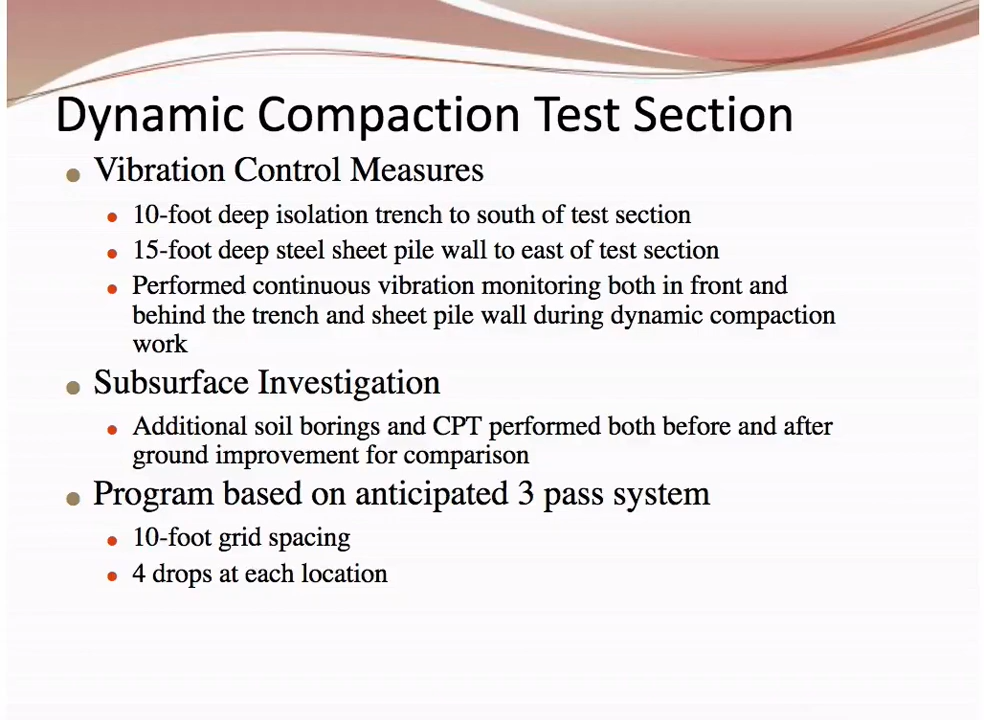 Dynamic Compaction Test Section
Vibration Control Measures
10-foot deep isolation trench to south of test section
15-foot deep steel sheet pile wall to east of test section
Performed continuous vibration monitoring both in front and
behind the trench and sheet pile wall during dynamic compaction
work
Subsurface Investigation
Additional soil borings and CPT performed both before and after
ground improvement for comparison
Program based on anticipated 3 pass system
10-foot grid spacing
4 drops at each location